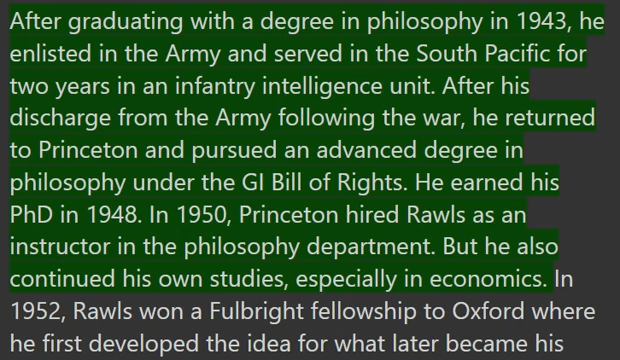 After graduating with a degree in philosophy in 1943, he
enlisted in the Army and served in the South Pacific for
two years in an infantry intelligence unit. After his
discharge from the Army following the war, he returned
to Princeton and pursued an advanced degree in
philosophy under the GI Bill of Rights. He earned his
PhD in 1948. In 1950, Princeton hired Rawls as an
instructor in the philosophy department. But he also
continued his own studies, especially in economics. In
1952, Rawls won a Fulbright fellowship to Oxford where
he first developed the idea for what later became his